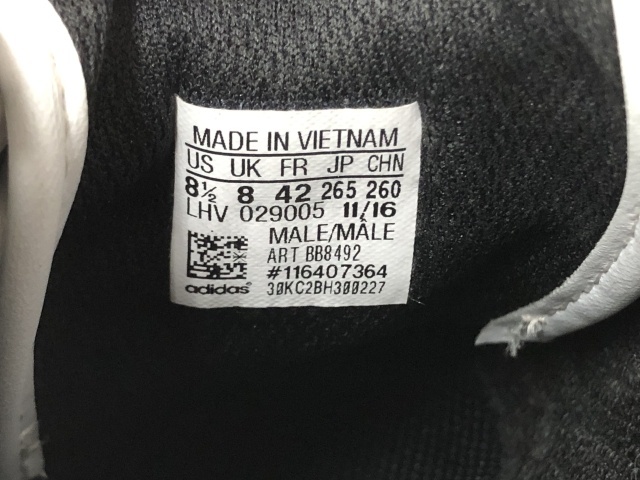 MADE IN VIETNAM
US UK FR JP CHN
8½ 8 42 265 260
LHV 029005 11/16
MALE/MÂLE
ART BB8492
#116407364
adidas® 30KC2BH300227